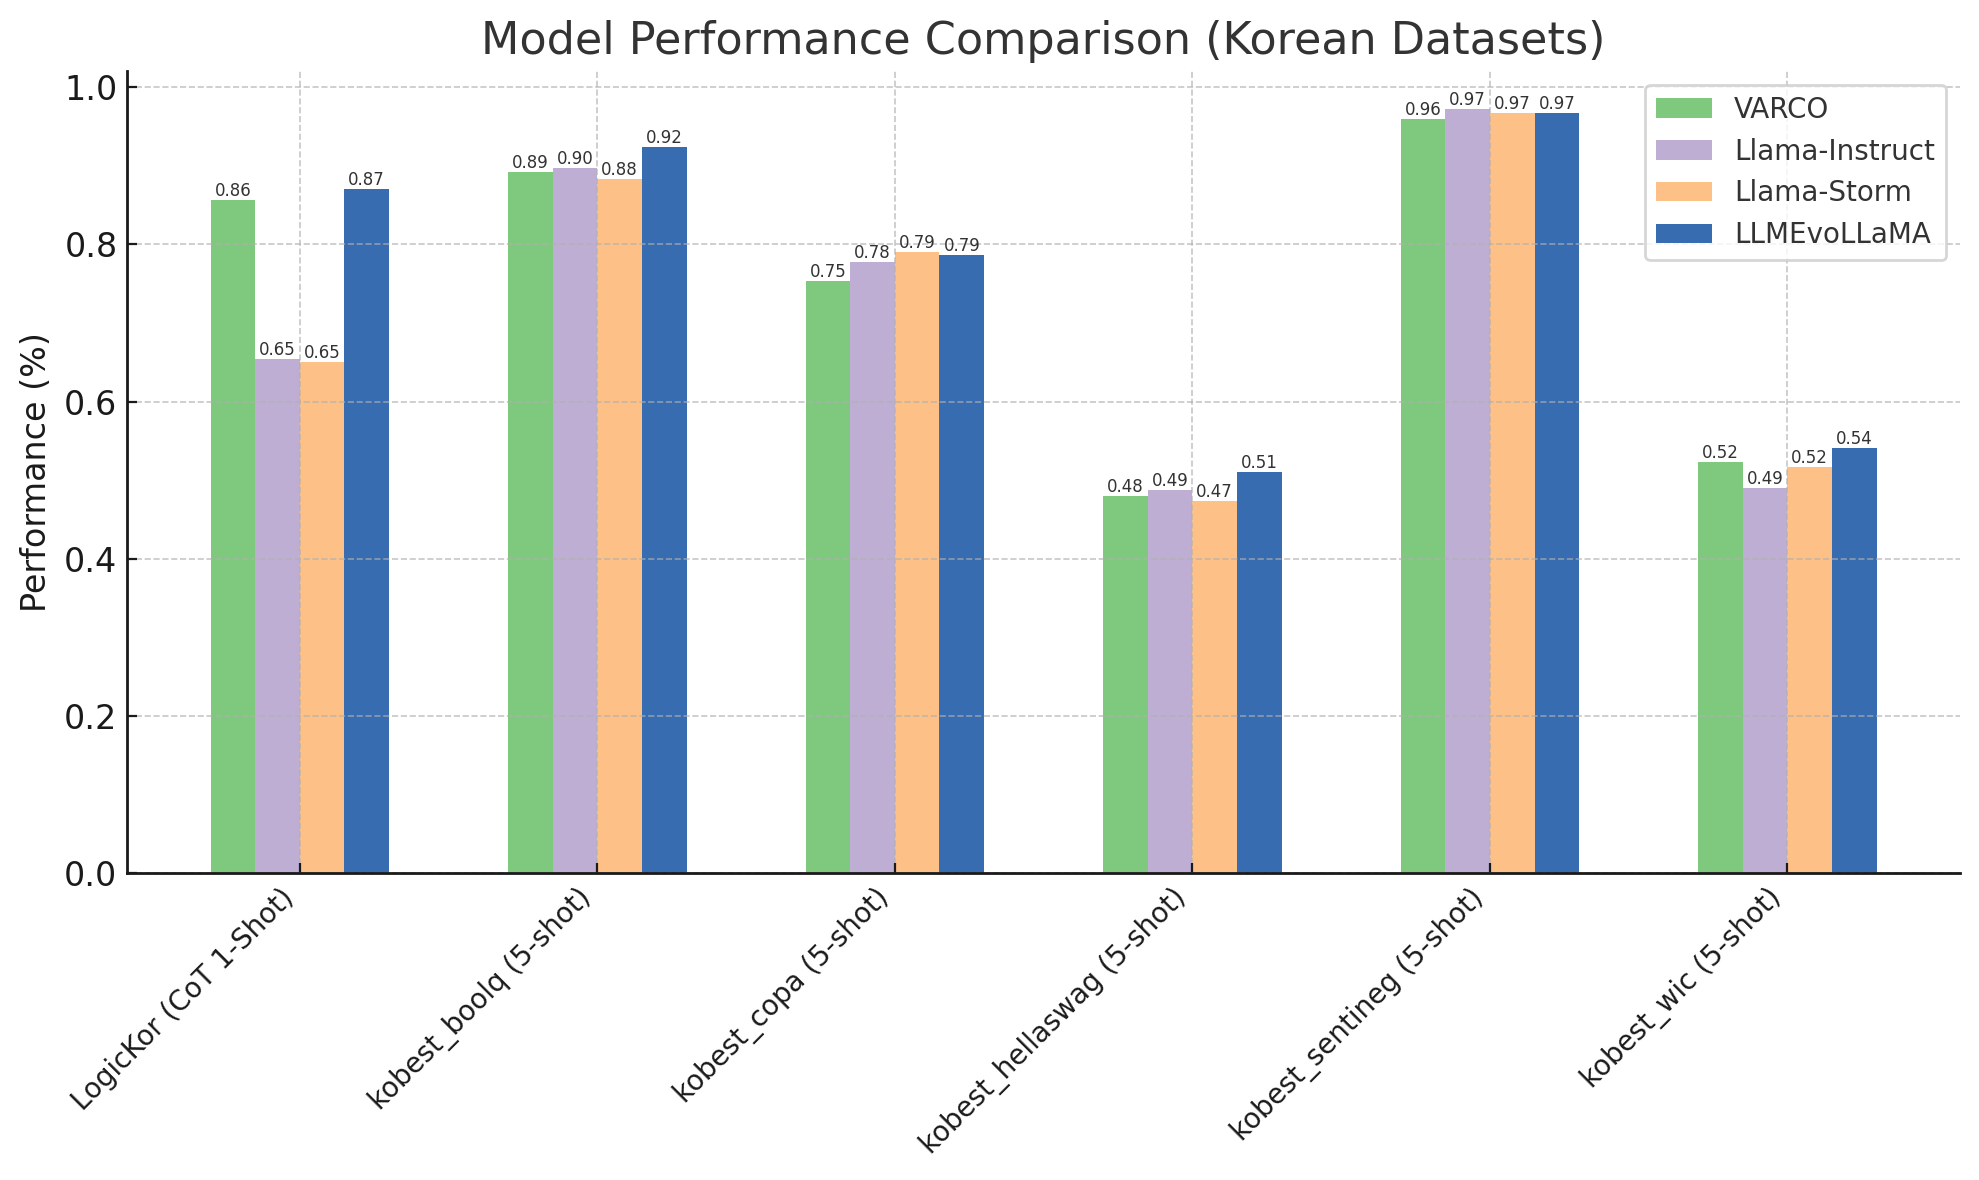 Model Performance Comparison (Korean Datasets)
Performance (%)
1.0
0.8
0.6
0.4
0.2
0.0
VARCO
Llama-Instruct
Llama-Storm
LLMEvoLLaMA
0.86
0.65
0.65
0.87
0.89
0.90
0.88
0.92
0.75
0.78
0.79
0.79
0.48
0.49
0.47
0.51
0.96
0.97
0.97
0.97
0.52
0.49
0.52
0.54
LogicKor (CoT 1-Shot)
kobest_boolq (5-shot)
kobest_copa (5-shot)
kobest_hellaswag (5-shot)
kobest_sentineg (5-shot)
kobest_wic (5-shot)